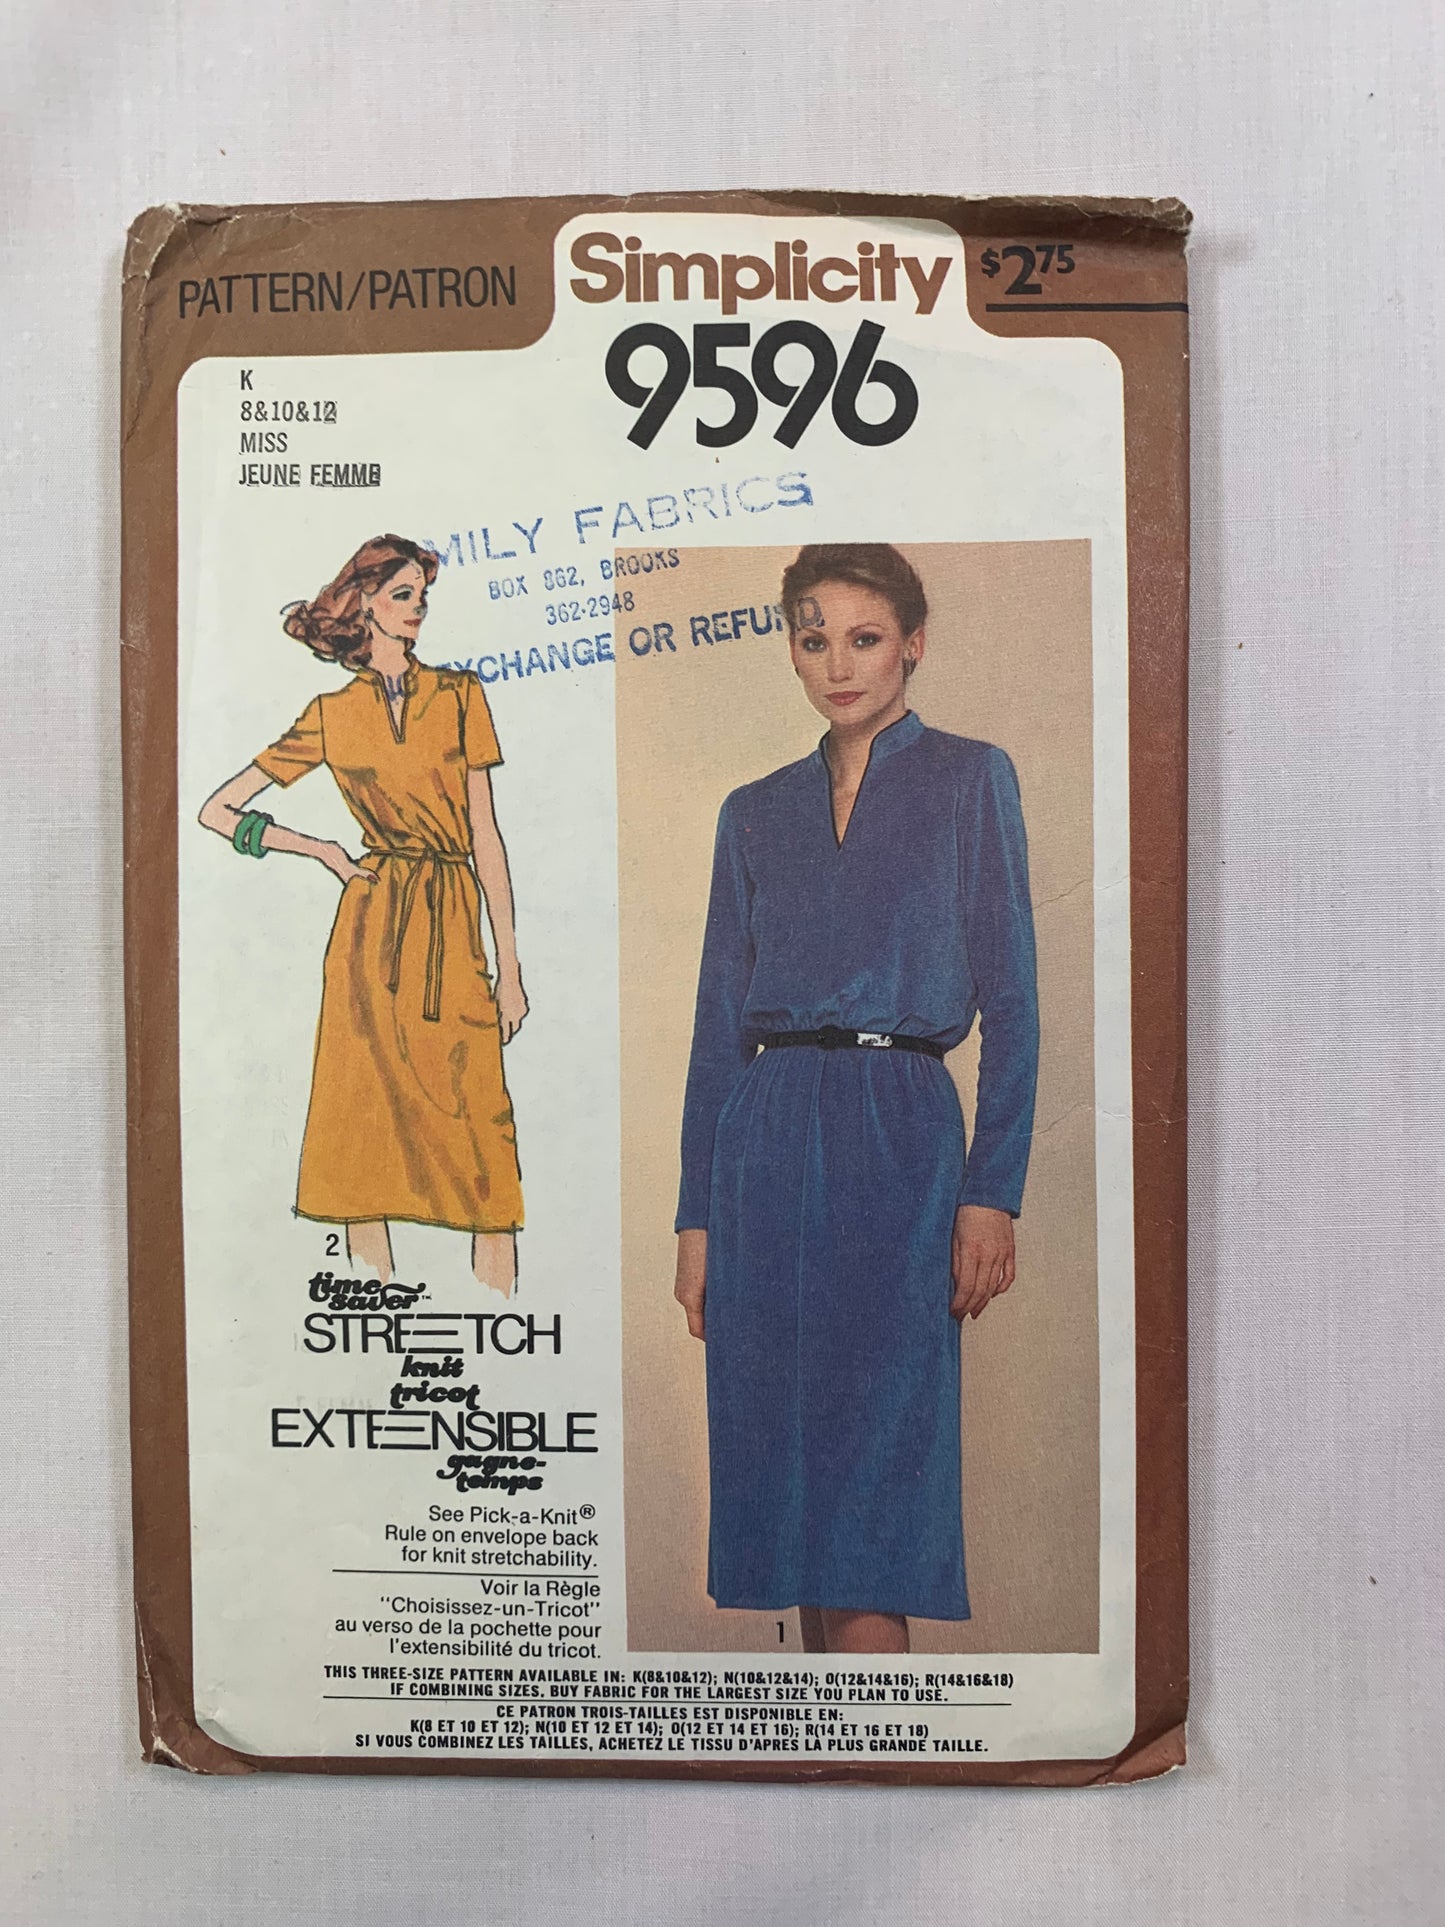 PATTERN/PATRON
Simplicity
$2.75
9596
K
8&10&12
MISS
JEUNE FEMME
MILY FABRICS
BOX 862, BROOKS
362-2948
EXCHANGE OR REFUND
2
time saver™
STRETCH
knit
tricot
EXTENSIBLE
gagne-
temps
See Pick-a-Knit®
Rule on envelope back
for knit stretchability.
Voir la Règle
"Choisissez-un-Tricot"
au verso de la pochette pour
l'extensibilité du tricot.
1
THIS THREE-SIZE PATTERN AVAILABLE IN: K(8&10&12); N(10&12&14); O(12&14&16); R(14&16&18)
IF COMBINING SIZES, BUY FABRIC FOR THE LARGEST SIZE YOU PLAN TO USE.
CE PATRON TROIS-TAILLES EST DISPONIBLE EN:
K(8 ET 10 ET 12); N(10 ET 12 ET 14); O(12 ET 14 ET 16); R(14 ET 16 ET 18)
SI VOUS COMBINEZ LES TAILLES, ACHETEZ LE TISSU D'APRES LA PLUS GRANDE TAILLE.